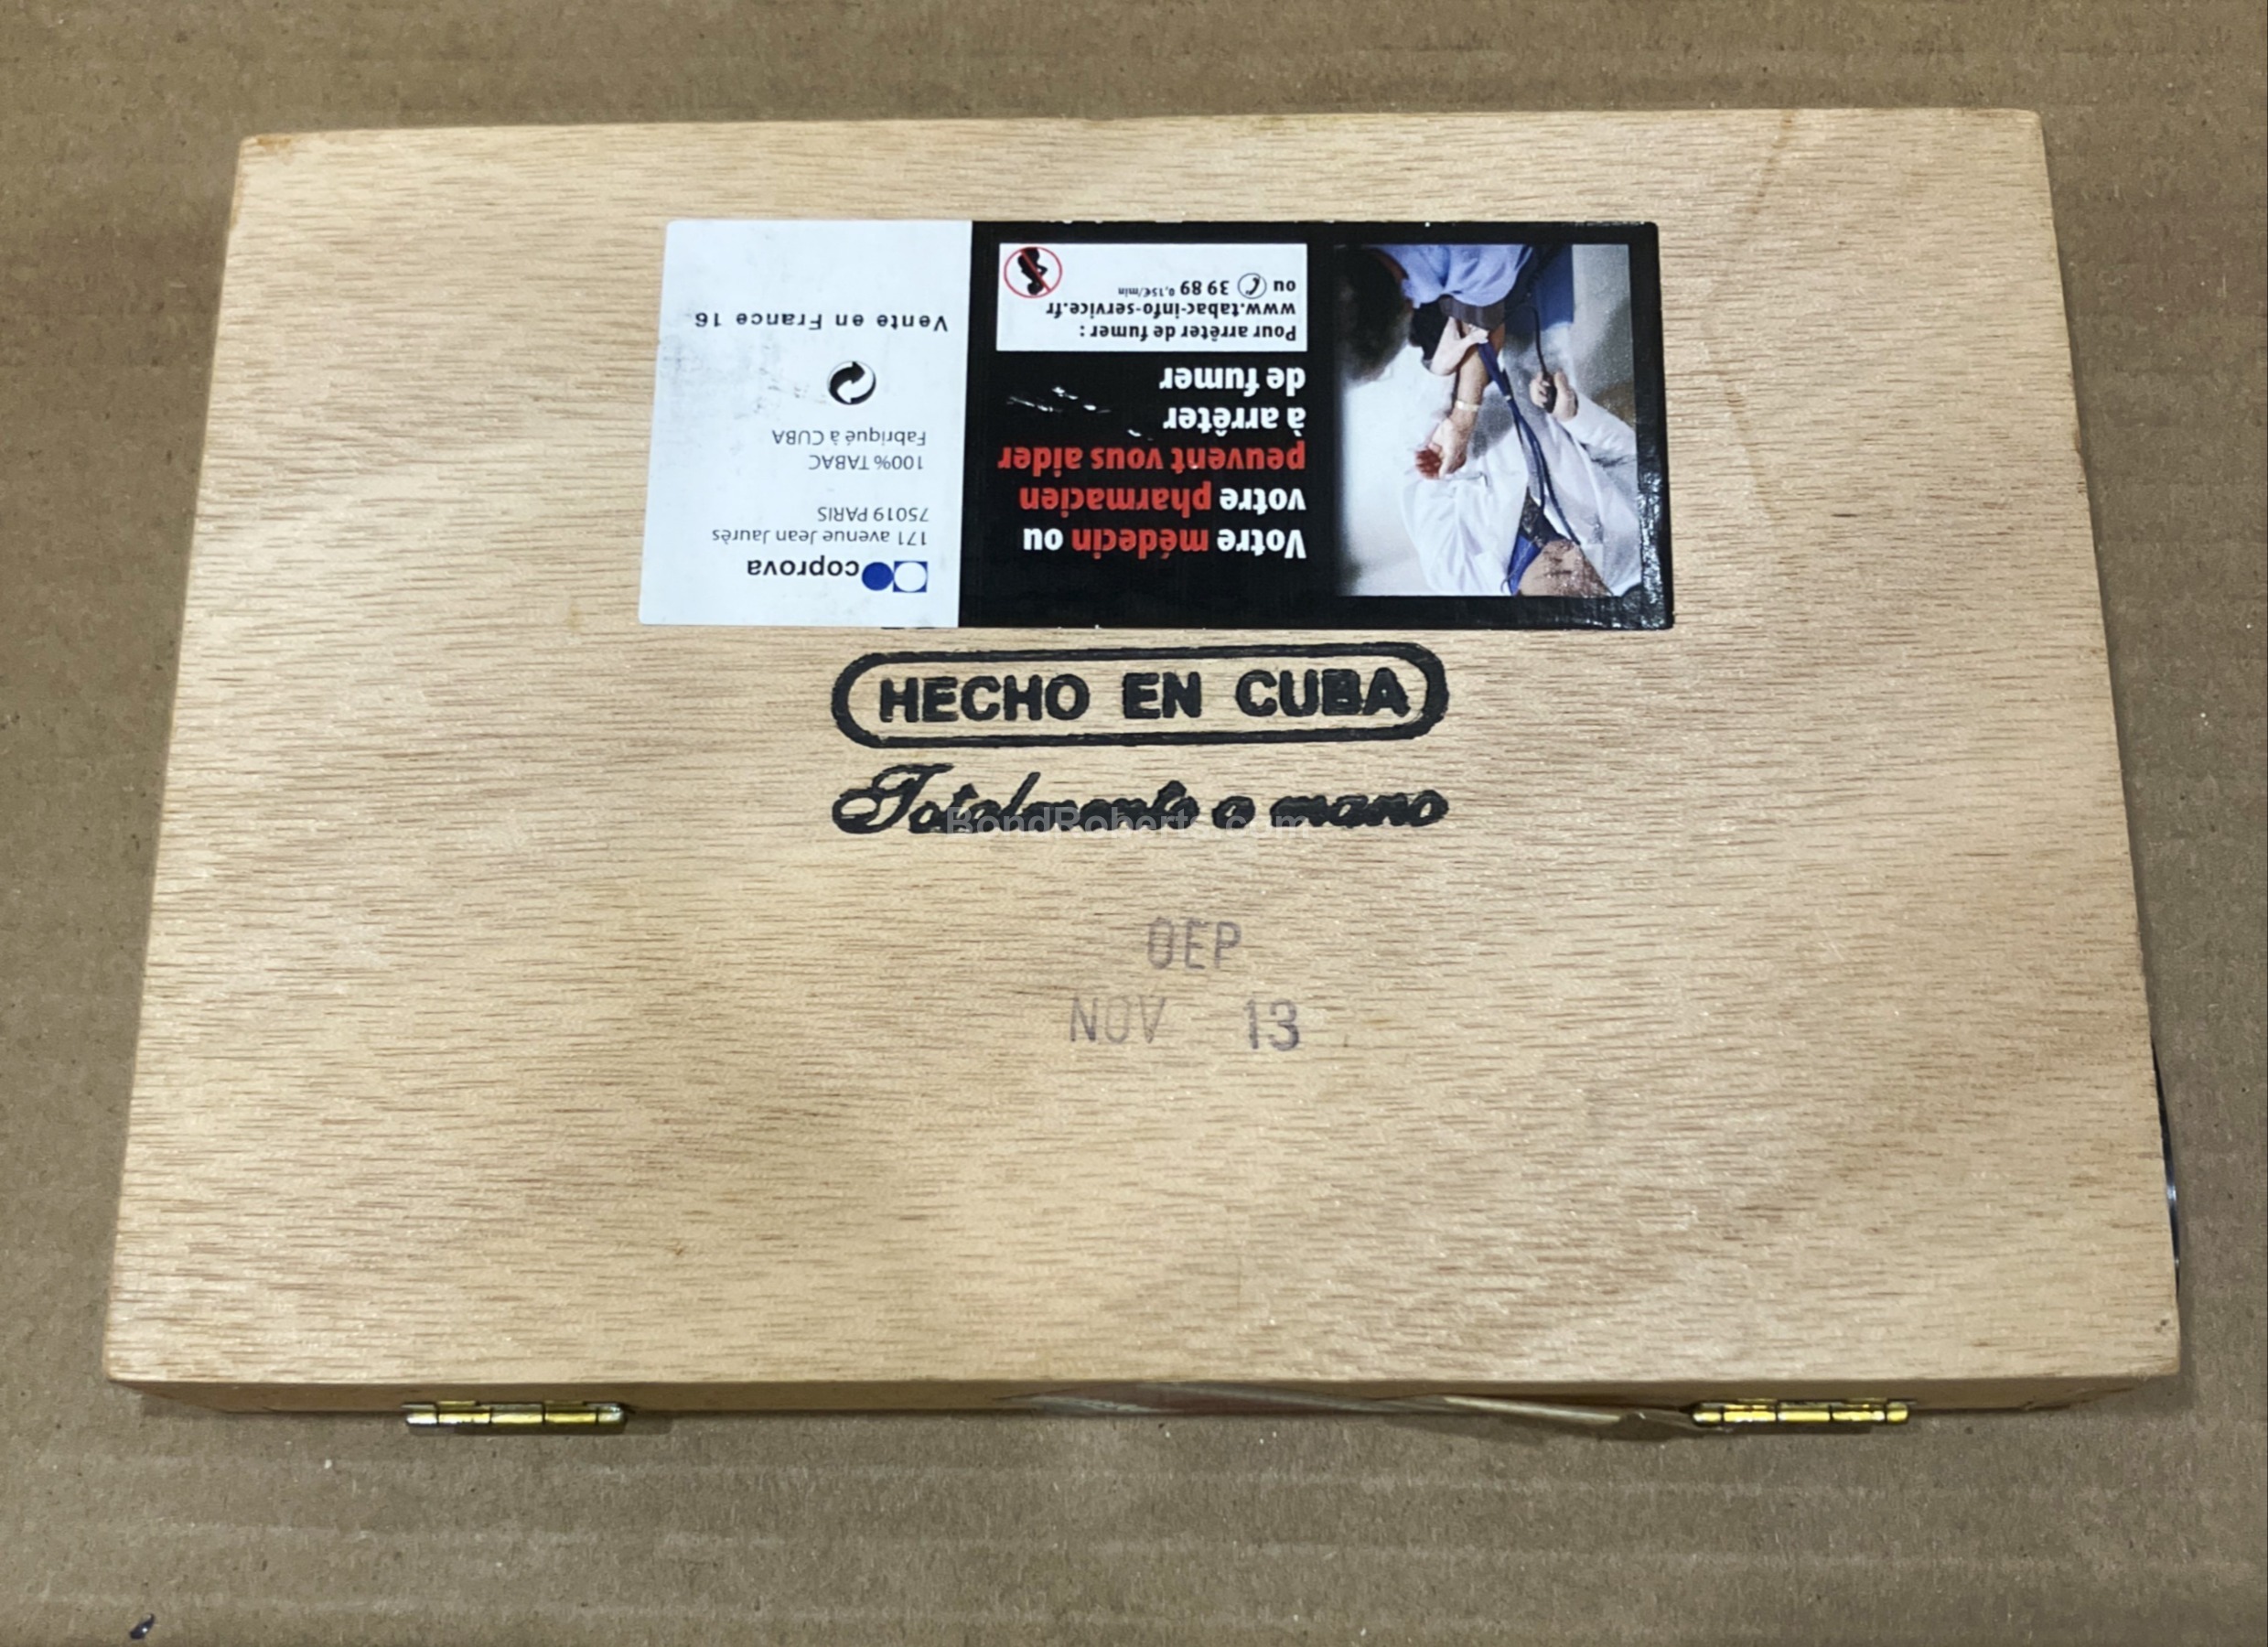 coprova
171 avenue Jean Jaurès
75019 PARIS
100% TABAC
Fabriqué à CUBA
Vente en France 16
Votre médecin ou
votre pharmacien
peuvent vous aider
à arrêter
de fumer
Pour arrêter de fumer :
www.tabac-info-service.fr
ou 39 89 0,15€/min
HECHO EN CUBA
Totalmente a mano
BondRoberts.com
OEP
NOV 13